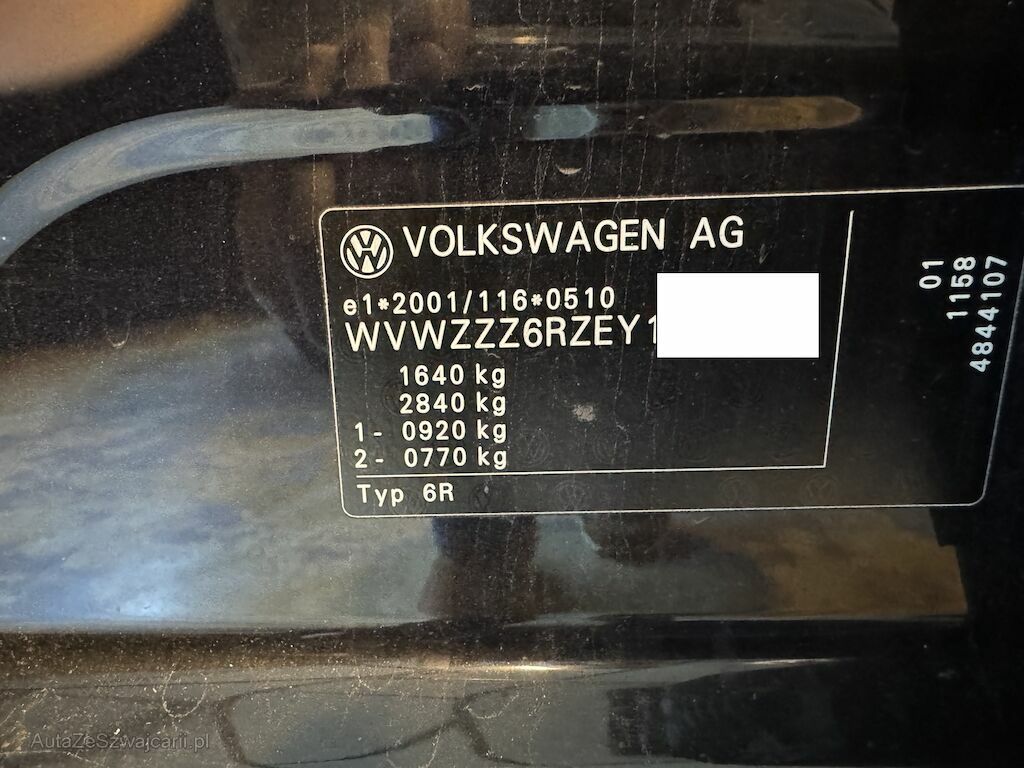 VOLKSWAGEN AG
e1*2001/116*0510
WVWZZZ6RZEY1
1640 kg
2840 kg
1- 0920 kg
2- 0770 kg
Typ 6R
01
1158
4844107
AutaZeSzwajcarii.pl